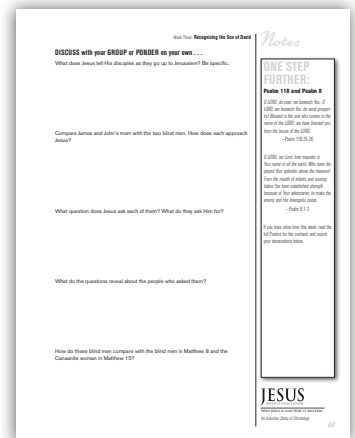 Week Three: Recognizing the Son of David
DISCUSS with your GROUP or PONDER on your own . . .
What does Jesus tell His disciples as they go up to Jerusalem? Be specific.
Compare James and John's mom with the two blind men. How does each approach
Jesus?
What question does Jesus ask each of them? What do they ask Him for?
What do the questions reveal about the people who asked them?
How do these blind men compare with the blind men in Matthew 8 and the
Canaanite woman in Matthew 15?
Notes
ONE STEP
FURTHER:
Psalm 118 and Psalm 8
O LORD, do save, we beseech You; O
LORD, we beseech You, do send prosper-
ity! Blessed is the one who comes in the
name of the LORD; we have blessed you
from the house of the LORD.
–Psalm 118:25-26
O LORD, our Lord, how majestic is
Your name in all the earth, Who have dis-
played Your splendor above the heavens!
From the mouth of infants and nursing
babes You have established strength
because of Your adversaries, to make the
enemy and the revengeful cease.
–Psalm 8:1-2
If you have extra time this week, read the
full Psalms for the contexts and record
your observations below.
JESUS
An Inductive Study of Christology
61